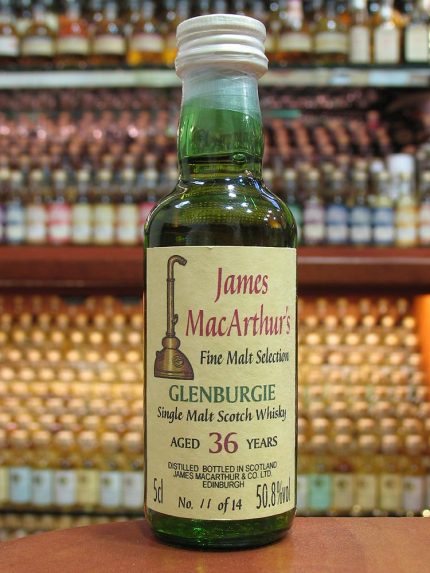 James
MacArthur's
Fine Malt Selection
GLENBURGIE
Single Malt Scotch Whisky
AGED 36 YEARS
DISTILLED BOTTLED IN SCOTLAND
JAMES MACARTHUR & CO. LTD.
EDINBURGH
5cl No. 11 of 14 50.8%vol